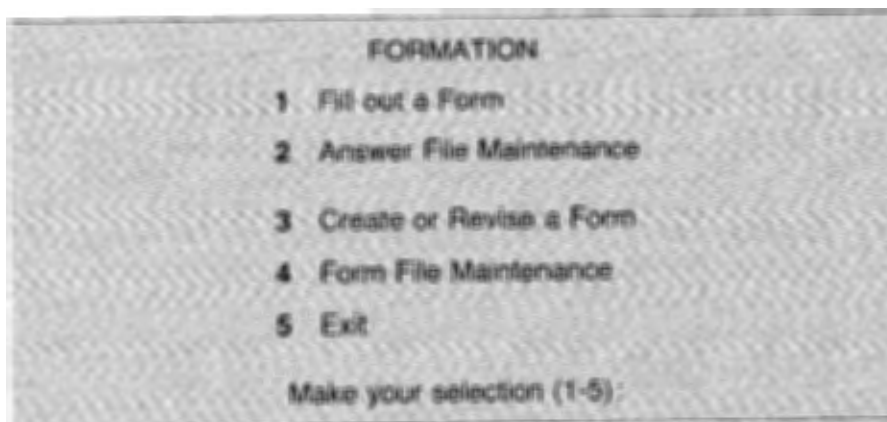 FORMATION
1 Fill out a Form
2 Answer File Maintenance
3 Create or Revise a Form
4 Form File Maintenance
5 Exit
Make your selection (1-5):